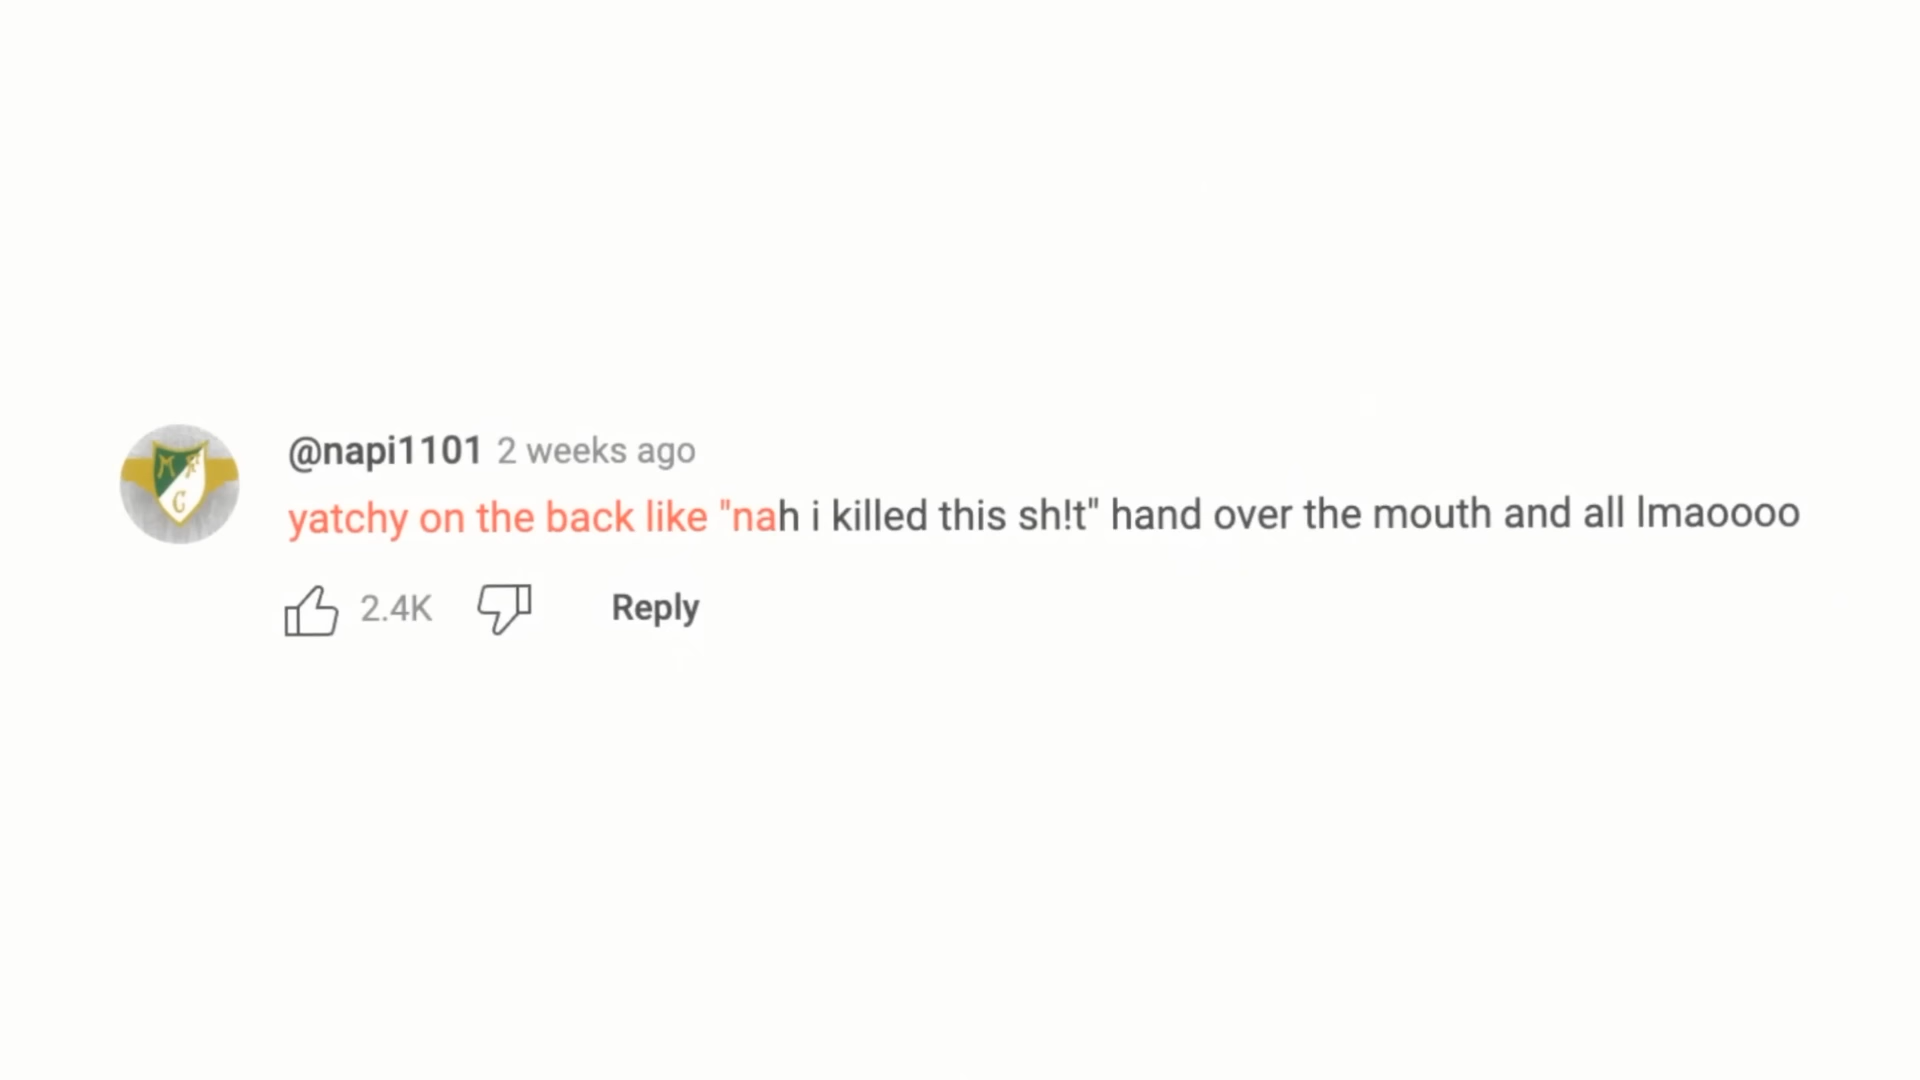 @napi1101 2 weeks ago
yatchy on the back like "nah i killed this sh!t" hand over the mouth and all lmaoooo
2.4K Reply
M F
C